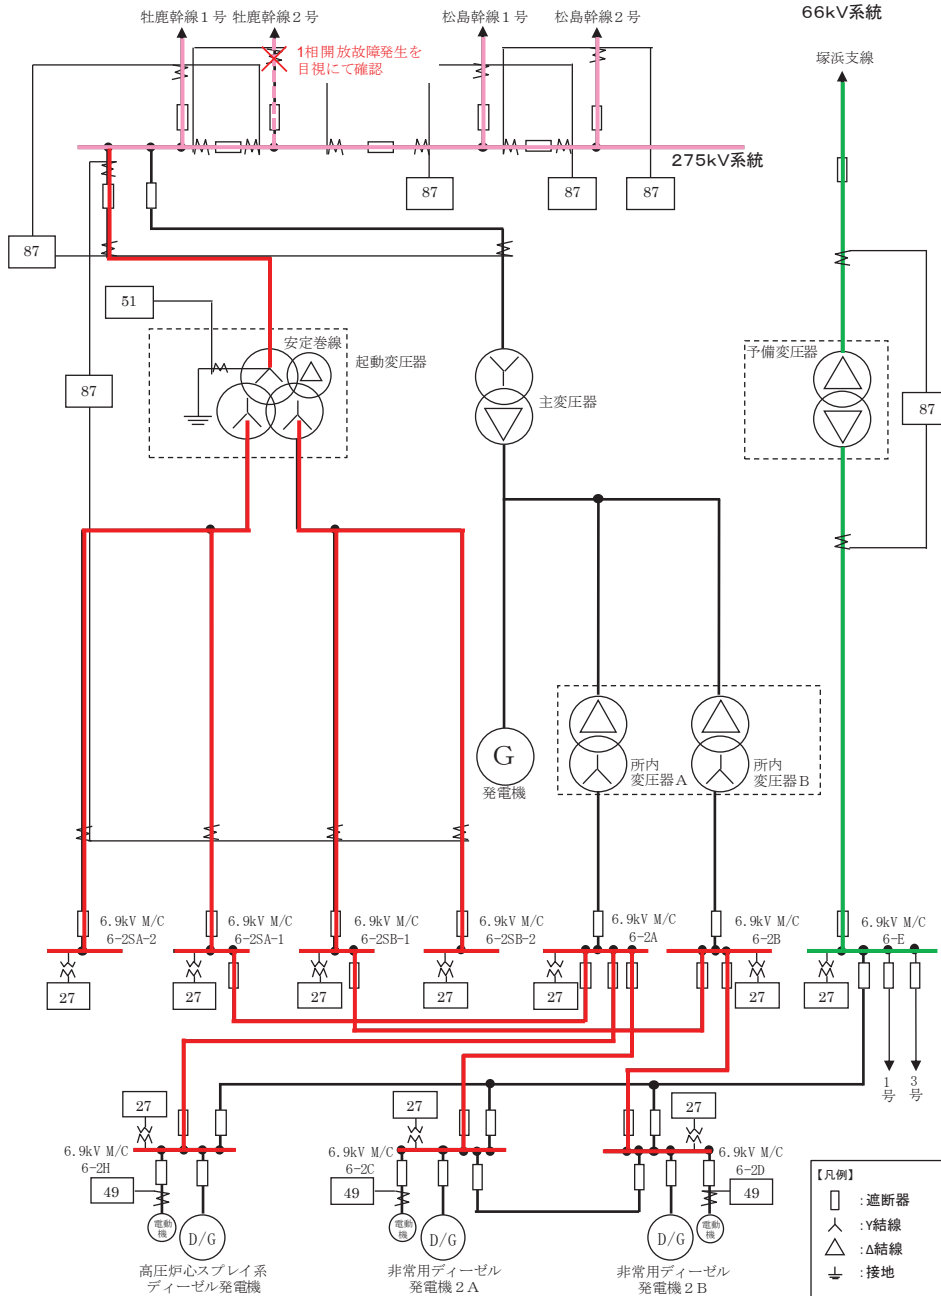 66kV系統
牡鹿幹線1号
牡鹿幹線2号
松島幹線1号
松島幹線2号
1相開放故障発生を
目視にて確認
塚浜支線
275kV系統
87
87
87
87
51
安定巻線
起動変圧器
予備変圧器
87
主変圧器
87
G
発電機
所内
変圧器A
所内
変圧器B
6.9kV M/C
6-2SA-2
6.9kV M/C
6-2SA-1
6.9kV M/C
6-2SB-1
6.9kV M/C
6-2SB-2
6.9kV M/C
6-2A
6.9kV M/C
6-2B
6.9kV M/C
6-E
27
27
27
27
27
27
27
1号
3号
27
27
27
6.9kV M/C
6-2H
6.9kV M/C
6-2C
6.9kV M/C
6-2D
49
49
49
電動
機
D/G
電動
機
D/G
D/G
電動
機
高圧炉心スプレイ系
ディーゼル発電機
非常用ディーゼル
発電機2A
非常用ディーゼル
発電機2B
【凡例】
:遮断器
:Y結線
:Δ結線
:接地